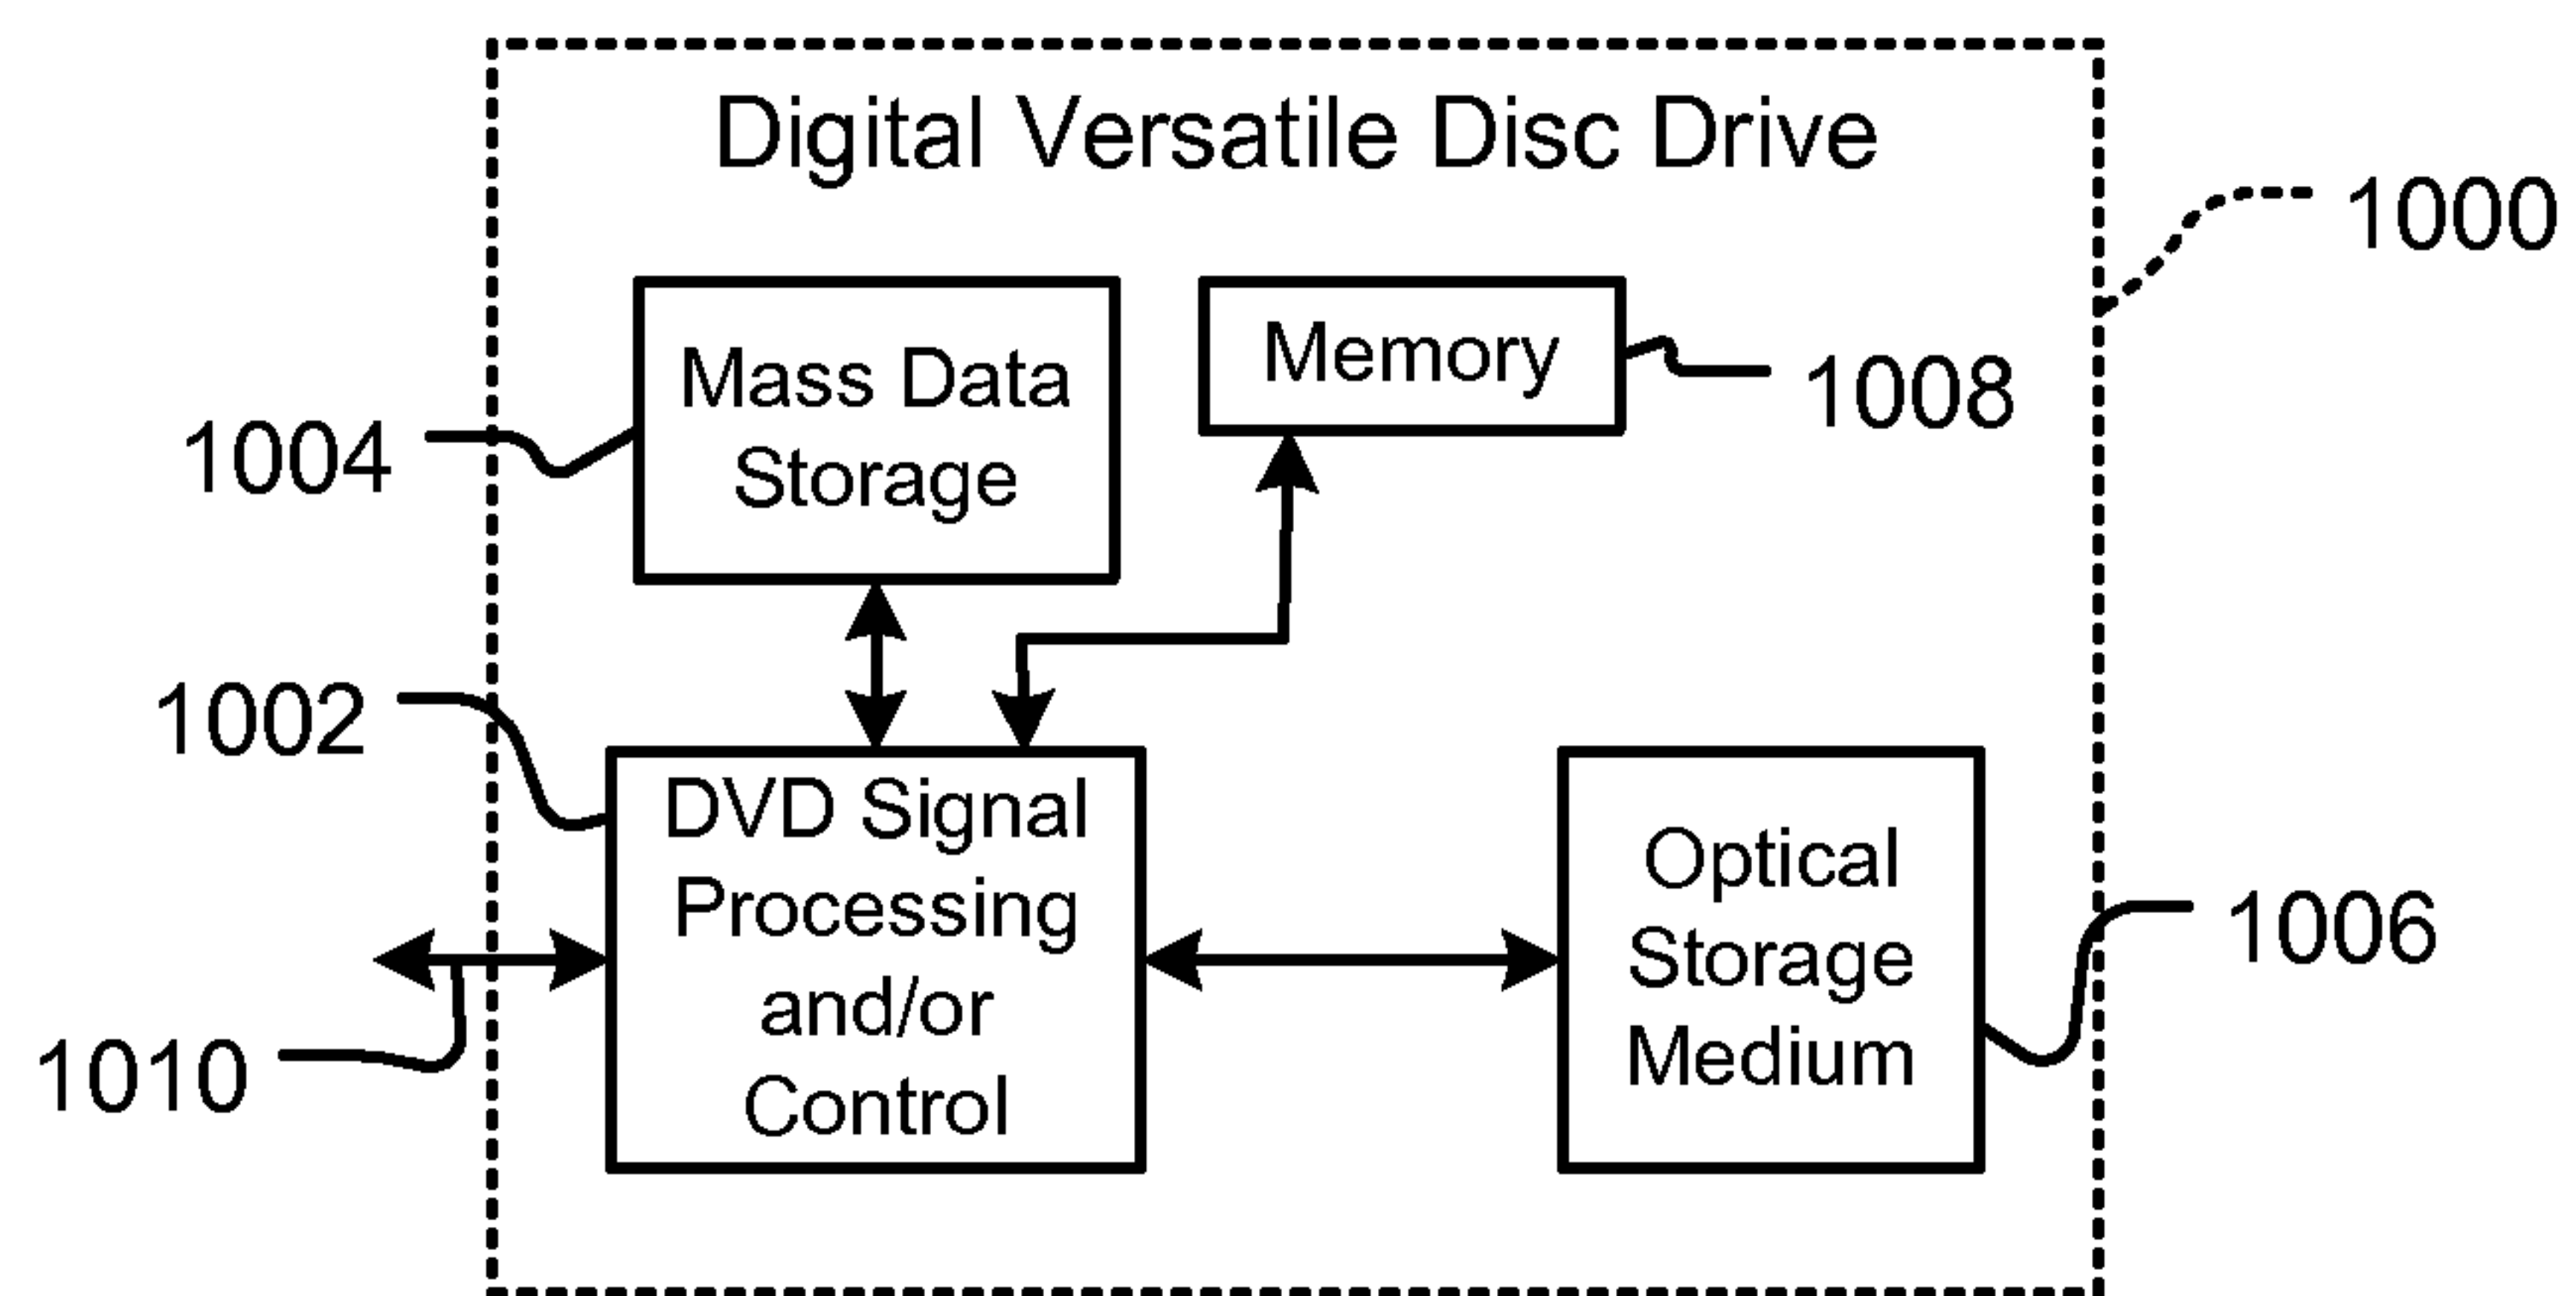 Digital Versatile Disc Drive
1000
Mass Data
Storage
Memory
1008
1004
1002
DVD Signal
Processing
and/or
Control
Optical
Storage
Medium
1006
1010